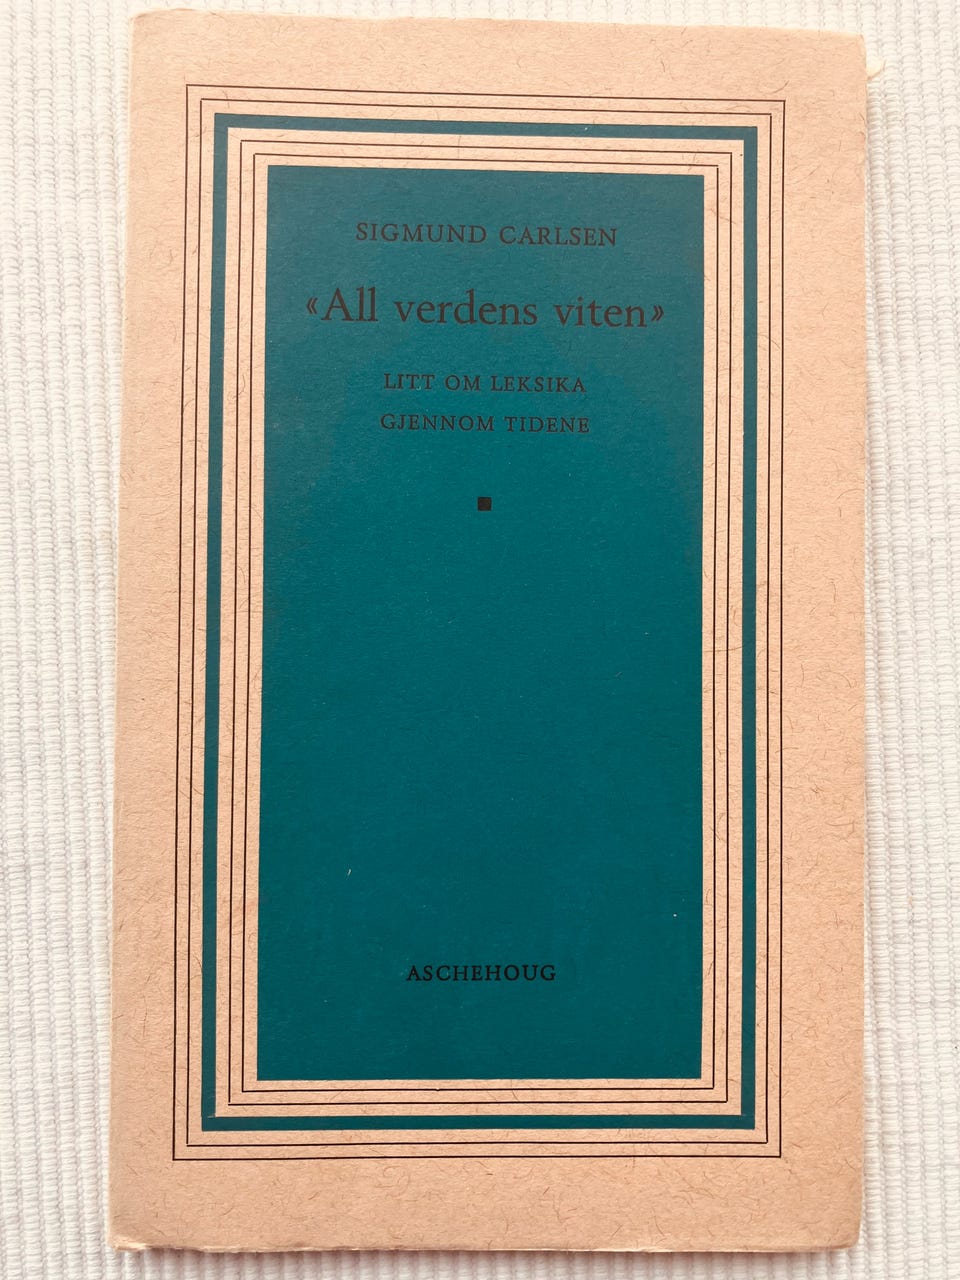 SIGMUND CARLSEN
«All verdens viten»
LITT OM LEKSIKA
GJENNOM TIDENE
ASCHEHOUG